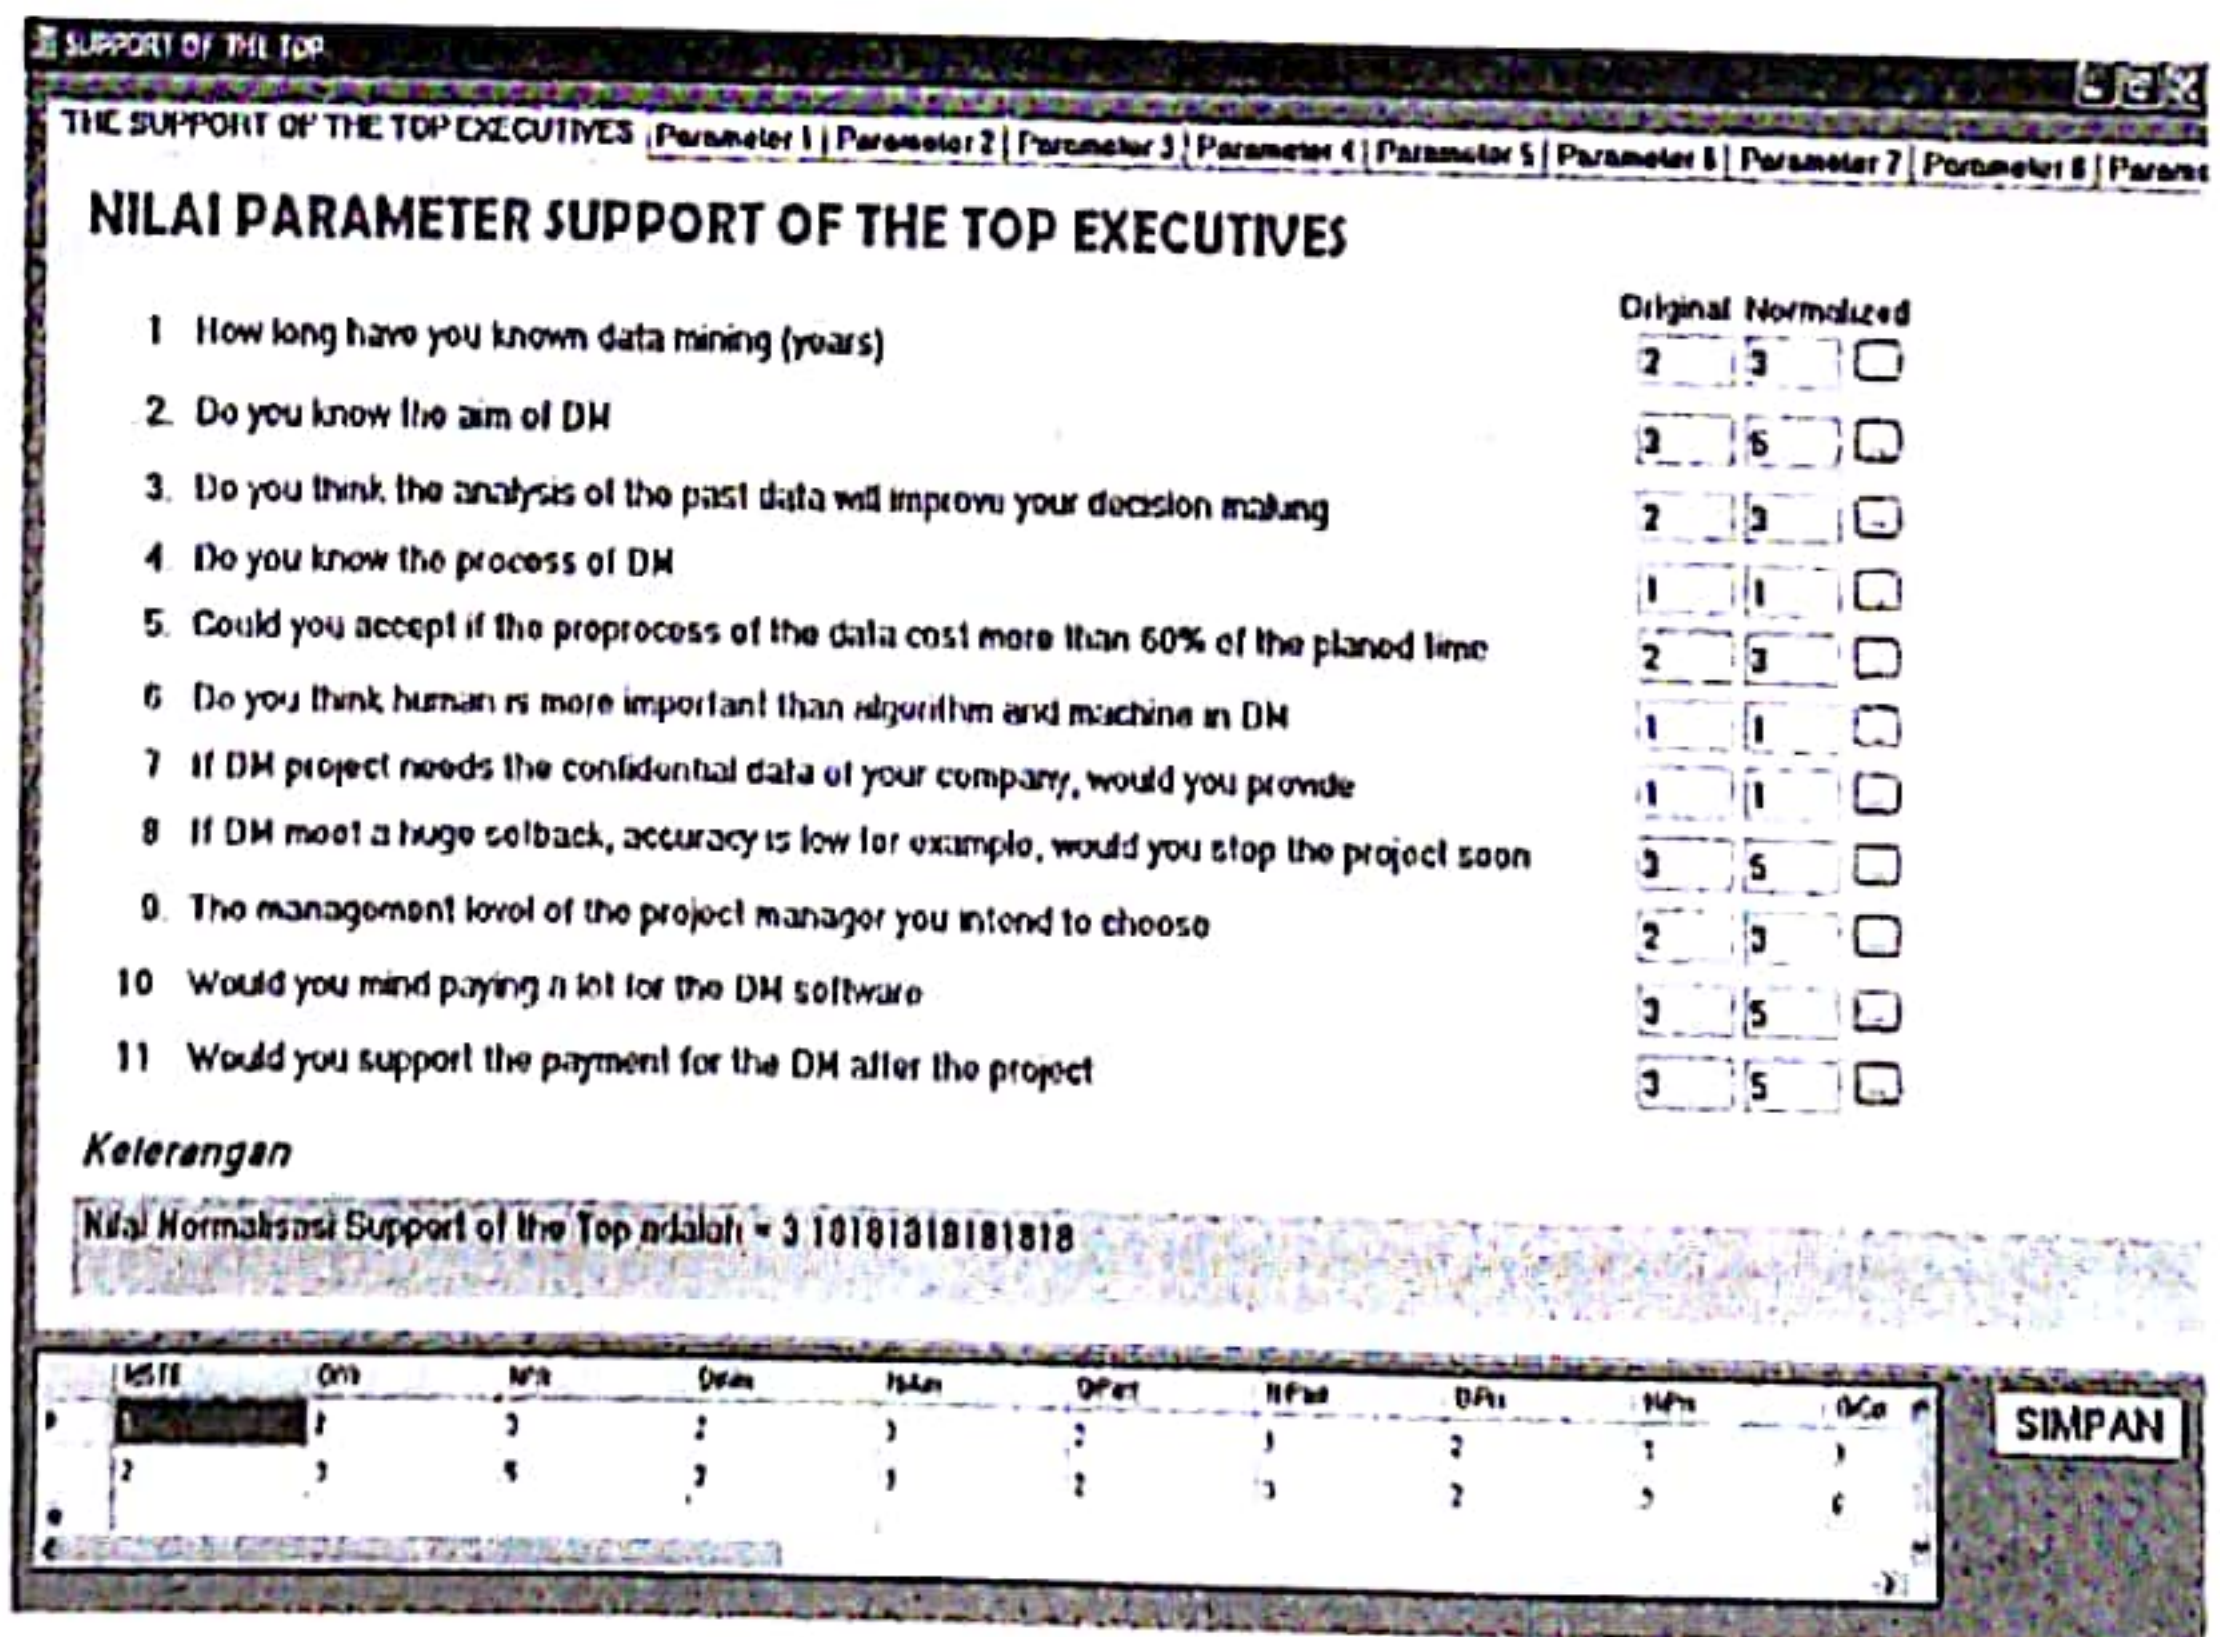 SUPPORT OF THE TOP
THE SUPPORT OF THE TOP EXECUTIVES Parameter 1 Parameter 2 Parameter 3 Parameter 4 Parameter 5 Parameter 6 Parameter 7 Parameter 8 Parame
NILAI PARAMETER SUPPORT OF THE TOP EXECUTIVES
Original Normalized
1 How long have you known data mining (years) 2 3
2. Do you know the aim of DM 3 5
3. Do you think the analysis of the past data will improve your decision making 2 3
4 Do you know the process of DM 1 1
5. Could you accept if the preprocess of the data cost more than 60% of the planed time 2 3
6 Do you think human is more important than algorithm and machine in DM 1 1
7 If DM project needs the confidential data of your company, would you provide 1 1
8 If DM meet a huge setback, accuracy is low for example, would you stop the project soon 3 5
9. The management level of the project manager you intend to choose 2 3
10 Would you mind paying a lot for the DM software 3 5
11 Would you support the payment for the DM after the project 3 5
Keterangan
Nilai Normalisasi Support of the Top adalah = 3.18181818181818
SIMPAN